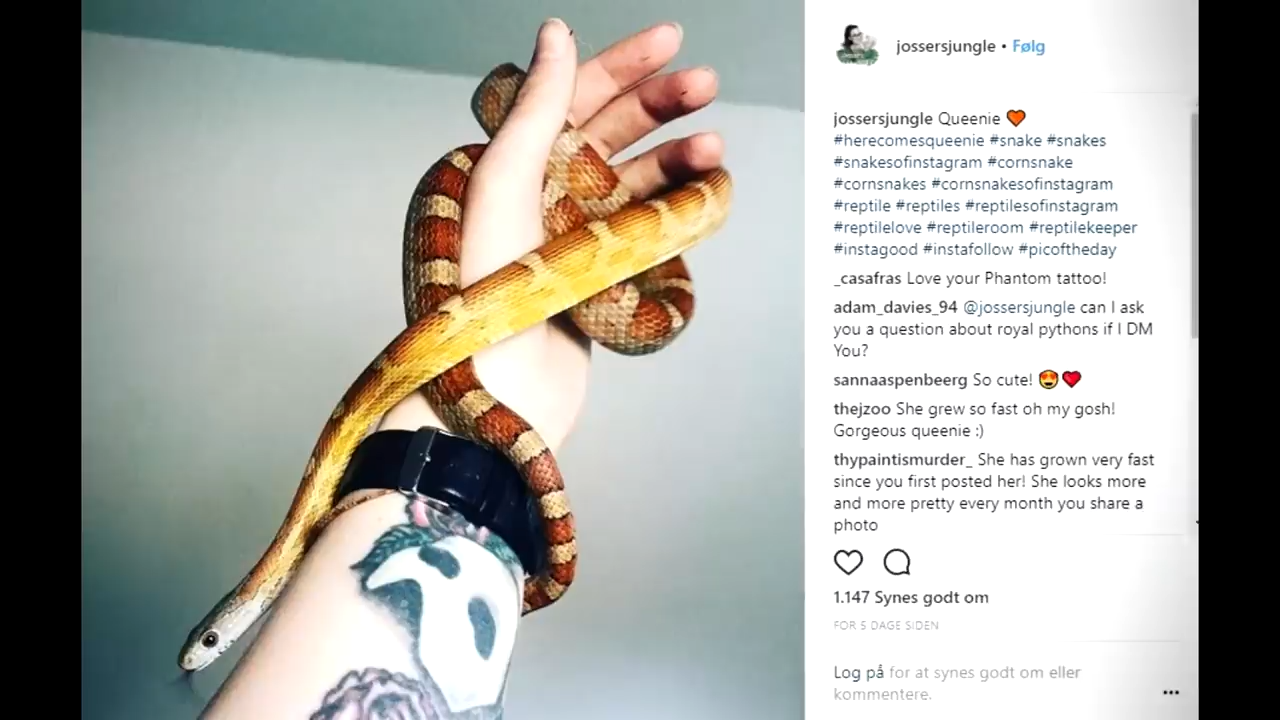 jossersjungle • Følg
jossersjungle Queenie 🧡
#herecomesqueenie #snake #snakes
#snakesofinstagram #cornsnake
#cornsnakes #cornsnakesofinstagram
#reptile #reptiles #reptilesofinstagram
#reptilelove #reptileroom #reptilekeeper
#instagood #instafollow #picoftheday
_casafras Love your Phantom tattoo!
adam_davies_94 @jossersjungle can I ask
you a question about royal pythons if I DM
You?
sannaaspenbeerg So cute! 😍❤️
thejzoo She grew so fast oh my gosh!
Gorgeous queenie :)
thypaintismurder_ She has grown very fast
since you first posted her! She looks more
and more pretty every month you share a
photo
1.147 Synes godt om
FOR 5 DAGE SIDEN
Log på for at synes godt om eller
kommentere.